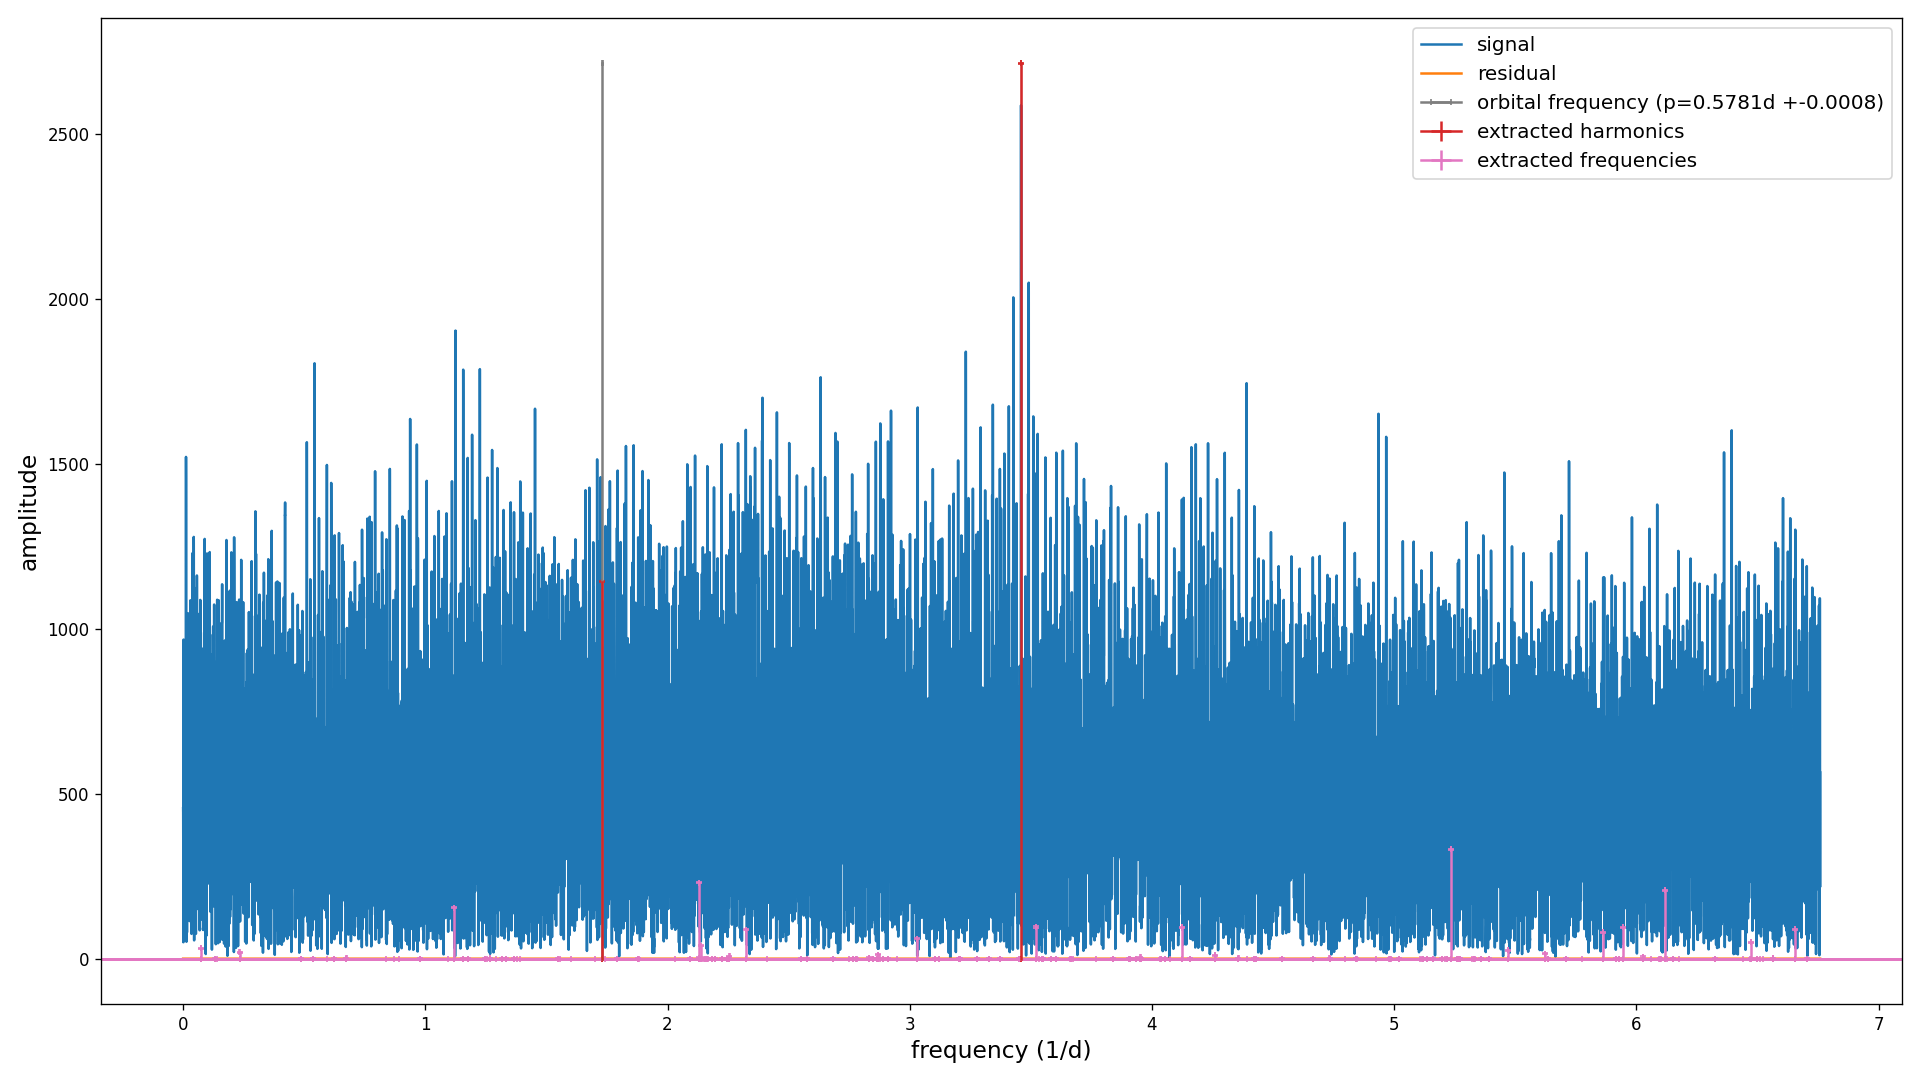 signal
residual
orbital frequency (p=0.5781d +-0.0008)
extracted harmonics
extracted frequencies
amplitude
2500
2000
1500
1000
500
0
0 1 2 3 4 5 6 7
frequency (1/d)